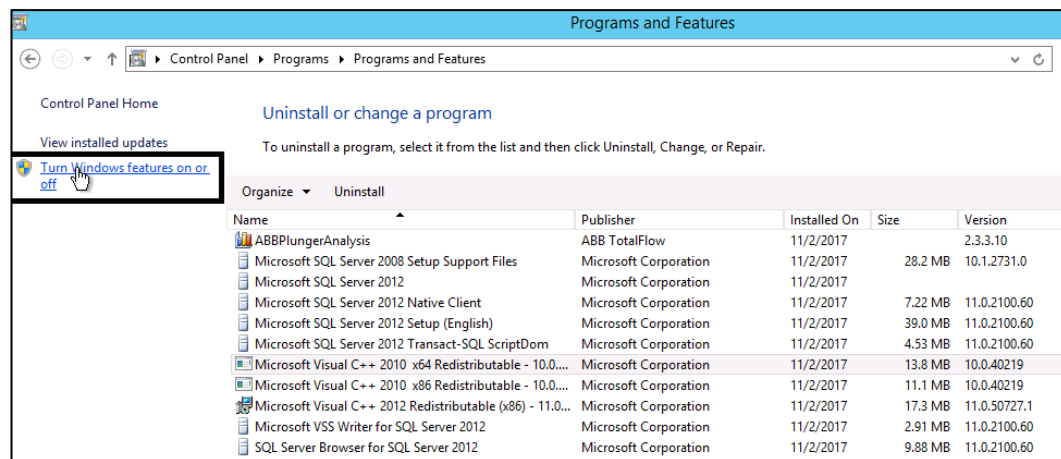 Programs and Features
Control Panel Programs Programs and Features
Control Panel Home
Uninstall or change a program
View installed updates
To uninstall a program, select it from the list and then click Uninstall, Change, or Repair.
Turn Windows features on or
off
Organize Uninstall
Name Publisher Installed On Size Version
ABBPlungerAnalysis ABB TotalFlow 11/2/2017 2.3.3.10
Microsoft SQL Server 2008 Setup Support Files Microsoft Corporation 11/2/2017 28.2 MB 10.1.2731.0
Microsoft SQL Server 2012 Microsoft Corporation 11/2/2017
Microsoft SQL Server 2012 Native Client Microsoft Corporation 11/2/2017 7.22 MB 11.0.2100.60
Microsoft SQL Server 2012 Setup (English) Microsoft Corporation 11/2/2017 39.0 MB 11.0.2100.60
Microsoft SQL Server 2012 Transact-SQL ScriptDom Microsoft Corporation 11/2/2017 4.53 MB 11.0.2100.60
Microsoft Visual C++ 2010 x64 Redistributable - 10.0.... Microsoft Corporation 11/2/2017 13.8 MB 10.0.40219
Microsoft Visual C++ 2010 x86 Redistributable - 10.0.... Microsoft Corporation 11/2/2017 11.1 MB 10.0.40219
Microsoft Visual C++ 2012 Redistributable (x86) - 11.0... Microsoft Corporation 11/2/2017 17.3 MB 11.0.50727.1
Microsoft VSS Writer for SQL Server 2012 Microsoft Corporation 11/2/2017 2.91 MB 11.0.2100.60
SQL Server Browser for SQL Server 2012 Microsoft Corporation 11/2/2017 9.88 MB 11.0.2100.60